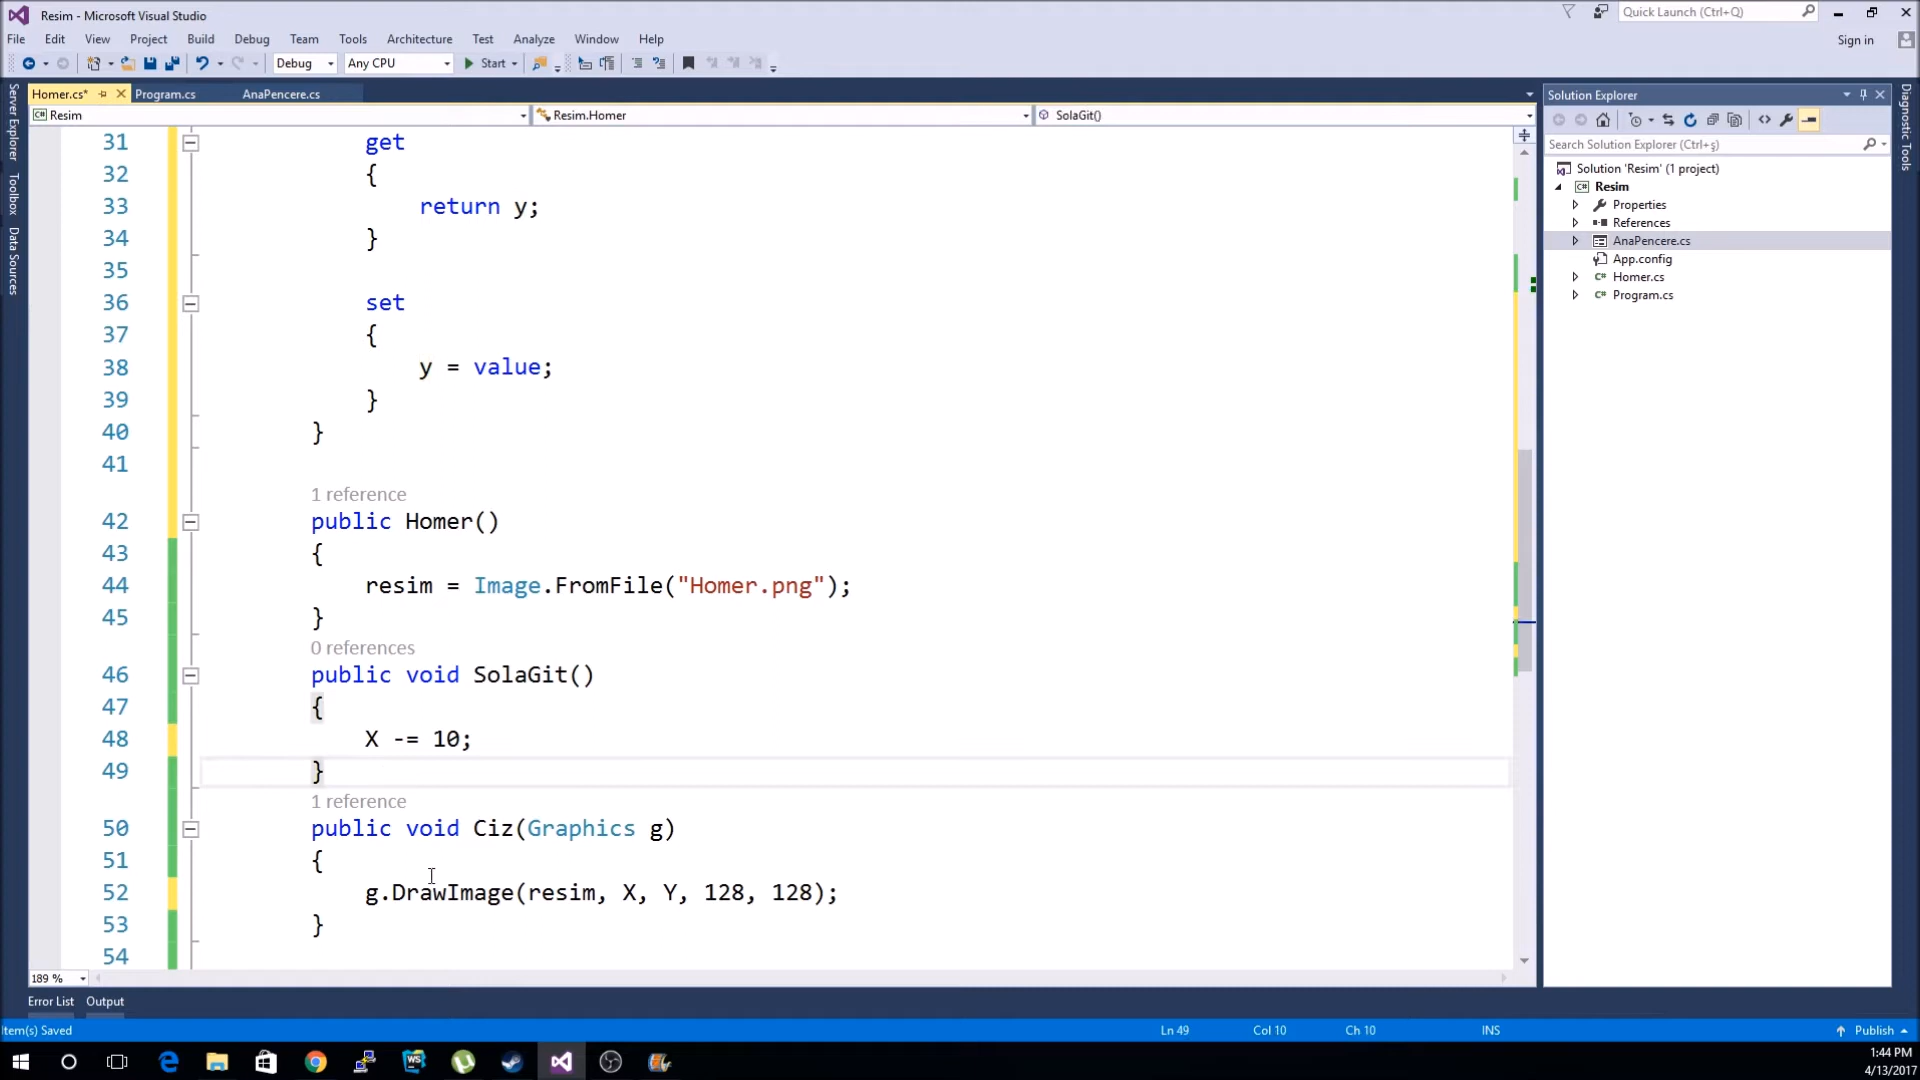 Resim - Microsoft Visual Studio
Quick Launch (Ctrl+Q)
File Edit View Project Build Debug Team Tools Architecture Test Analyze Window Help
Sign in
Debug Any CPU Start
Homer.cs* Program.cs AnaPencere.cs
Resim Resim.Homer SolaGit()
Server Explorer
Toolbox
Data Sources
31 get
32 {
33 return y;
34 }
35
36 set
37 {
38 y = value;
39 }
40 }
41
1 reference
42 public Homer()
43 {
44 resim = Image.FromFile("Homer.png");
45 }
0 references
46 public void SolaGit()
47 {
48 X -= 10;
49 }
1 reference
50 public void Ciz(Graphics g)
51 {
52 g.DrawImage(resim, X, Y, 128, 128);
53 }
54
189 %
Solution Explorer
Search Solution Explorer (Ctrl+ş)
Solution 'Resim' (1 project)
Resim
Properties
References
AnaPencere.cs
App.config
Homer.cs
Program.cs
Diagnostic Tools
Error List Output
Item(s) Saved Ln 49 Col 10 Ch 10 INS Publish
WS
1:44 PM
4/13/2017